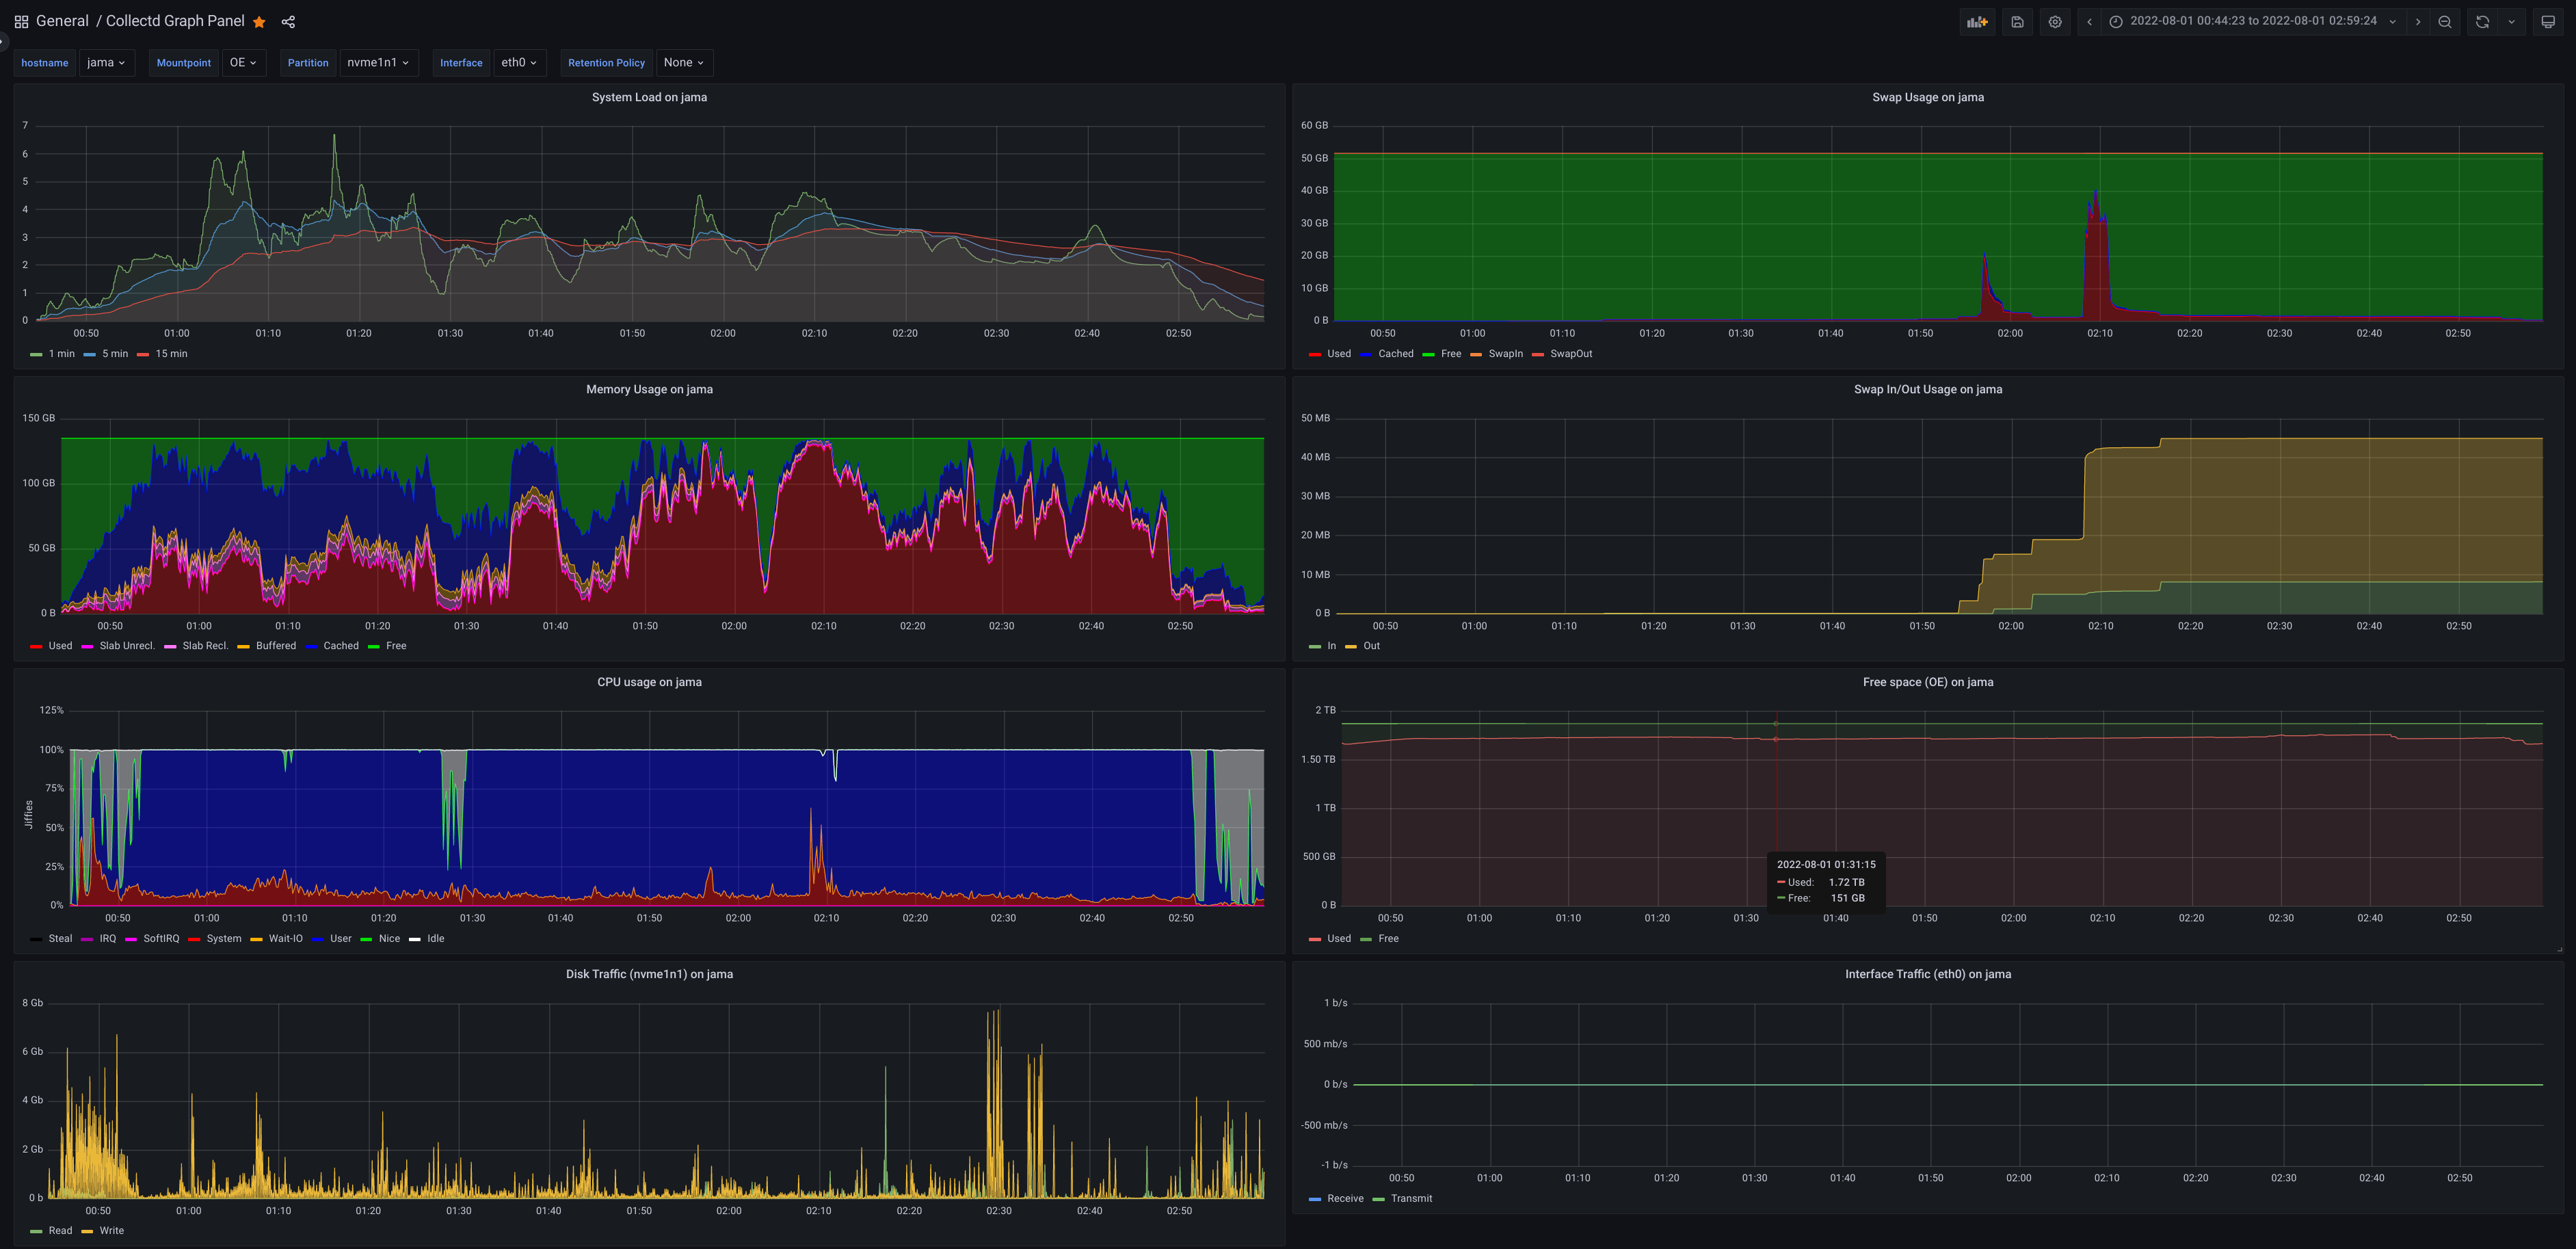 General / Collectd Graph Panel
2022-08-01 00:44:23 to 2022-08-01 02:59:24
hostname jama Mountpoint OE Partition nvme1n1 Interface eth0 Retention Policy None
System Load on jama
7
6
5
4
3
2
1
0
00:50 01:00 01:10 01:20 01:30 01:40 01:50 02:00 02:10 02:20 02:30 02:40 02:50
1 min 5 min 15 min
Swap Usage on jama
60 GB
50 GB
40 GB
30 GB
20 GB
10 GB
0 B
00:50 01:00 01:10 01:20 01:30 01:40 01:50 02:00 02:10 02:20 02:30 02:40 02:50
Used Cached Free SwapIn SwapOut
Memory Usage on jama
150 GB
100 GB
50 GB
0 B
00:50 01:00 01:10 01:20 01:30 01:40 01:50 02:00 02:10 02:20 02:30 02:40 02:50
Used Slab Unrecl. Slab Recl. Buffered Cached Free
Swap In/Out Usage on jama
50 MB
40 MB
30 MB
20 MB
10 MB
0 B
00:50 01:00 01:10 01:20 01:30 01:40 01:50 02:00 02:10 02:20 02:30 02:40 02:50
In Out
CPU usage on jama
Jiffies
125%
100%
75%
50%
25%
0%
00:50 01:00 01:10 01:20 01:30 01:40 01:50 02:00 02:10 02:20 02:30 02:40 02:50
Steal IRQ SoftIRQ System Wait-IO User Nice Idle
Free space (OE) on jama
2 TB
1.50 TB
1 TB
500 GB
0 B
2022-08-01 01:31:15
Used: 1.72 TB
Free: 151 GB
00:50 01:00 01:10 01:20 01:30 01:40 01:50 02:00 02:10 02:20 02:30 02:40 02:50
Used Free
Disk Traffic (nvme1n1) on jama
8 Gb
6 Gb
4 Gb
2 Gb
0 b
00:50 01:00 01:10 01:20 01:30 01:40 01:50 02:00 02:10 02:20 02:30 02:40 02:50
Read Write
Interface Traffic (eth0) on jama
1 b/s
500 mb/s
0 b/s
-500 mb/s
-1 b/s
00:50 01:00 01:10 01:20 01:30 01:40 01:50 02:00 02:10 02:20 02:30 02:40 02:50
Receive Transmit